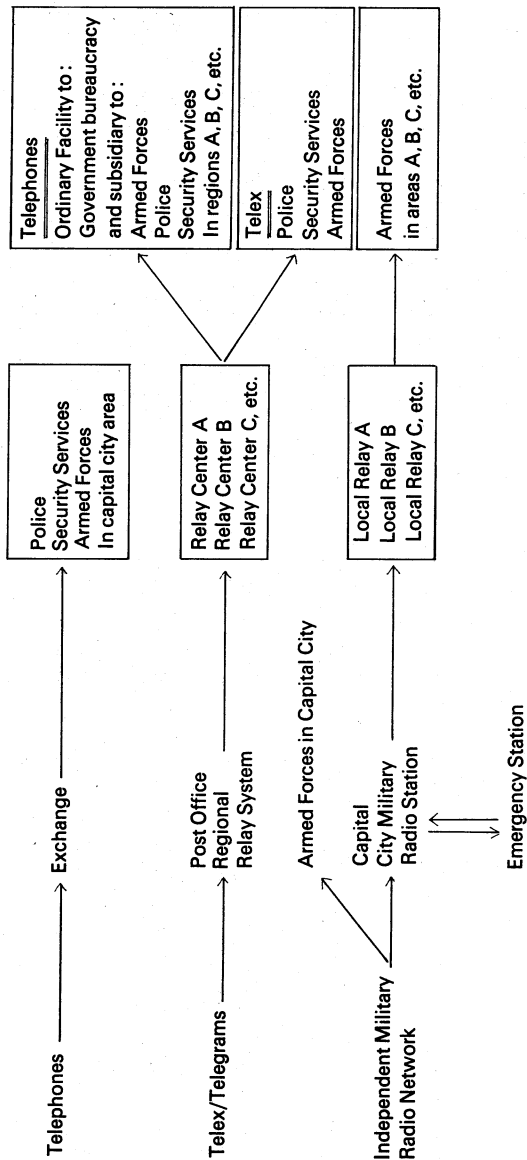 Telephones
Exchange
Police
Security Services
Armed Forces
In capital city area
Telex/Telegrams
Post Office
Regional
Relay System
Relay Center A
Relay Center B
Relay Center C, etc.
Telephones
Ordinary Facility to :
Government bureaucracy
and subsidiary to :
Armed Forces
Police
Security Services
In regions A, B, C, etc.
Telex
Police
Security Services
Armed Forces
Independent Military
Radio Network
Armed Forces in Capital City
Capital
City Military
Radio Station
Emergency Station
Local Relay A
Local Relay B
Local Relay C, etc.
Armed Forces
in areas A, B, C, etc.